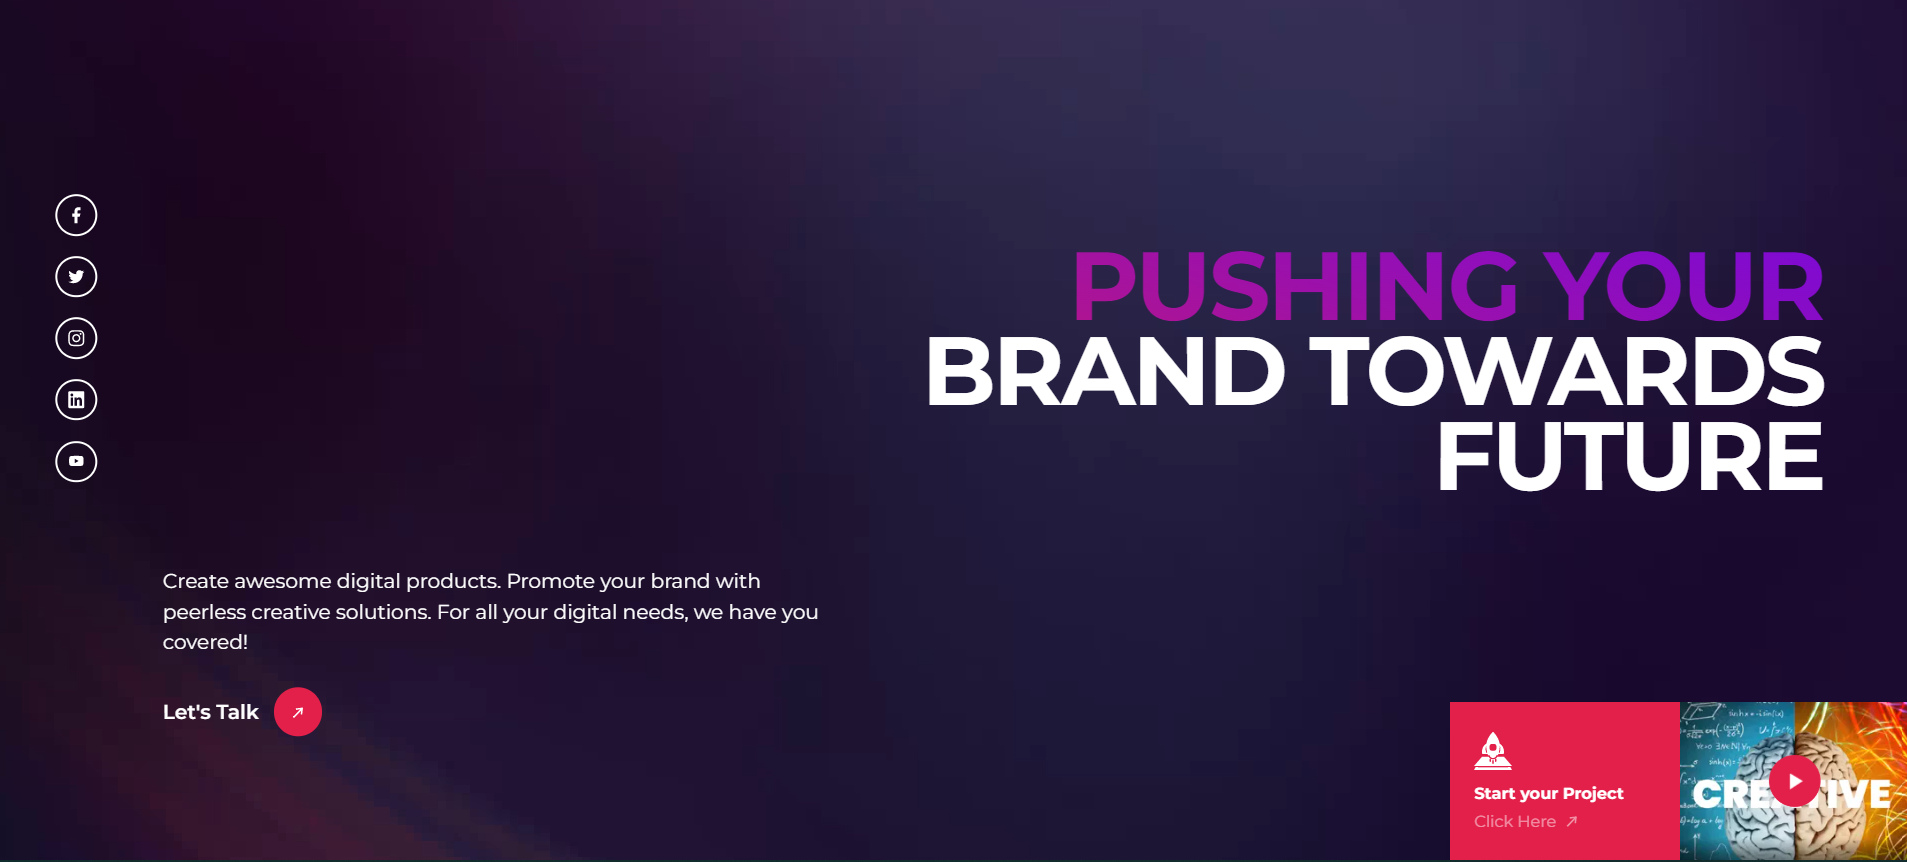 PUSHING YOUR
BRAND TOWARDS
FUTURE
Create awesome digital products. Promote your brand with
peerless creative solutions. For all your digital needs, we have you
covered!
Let's Talk
Start your Project
Click Here
CREATIVE